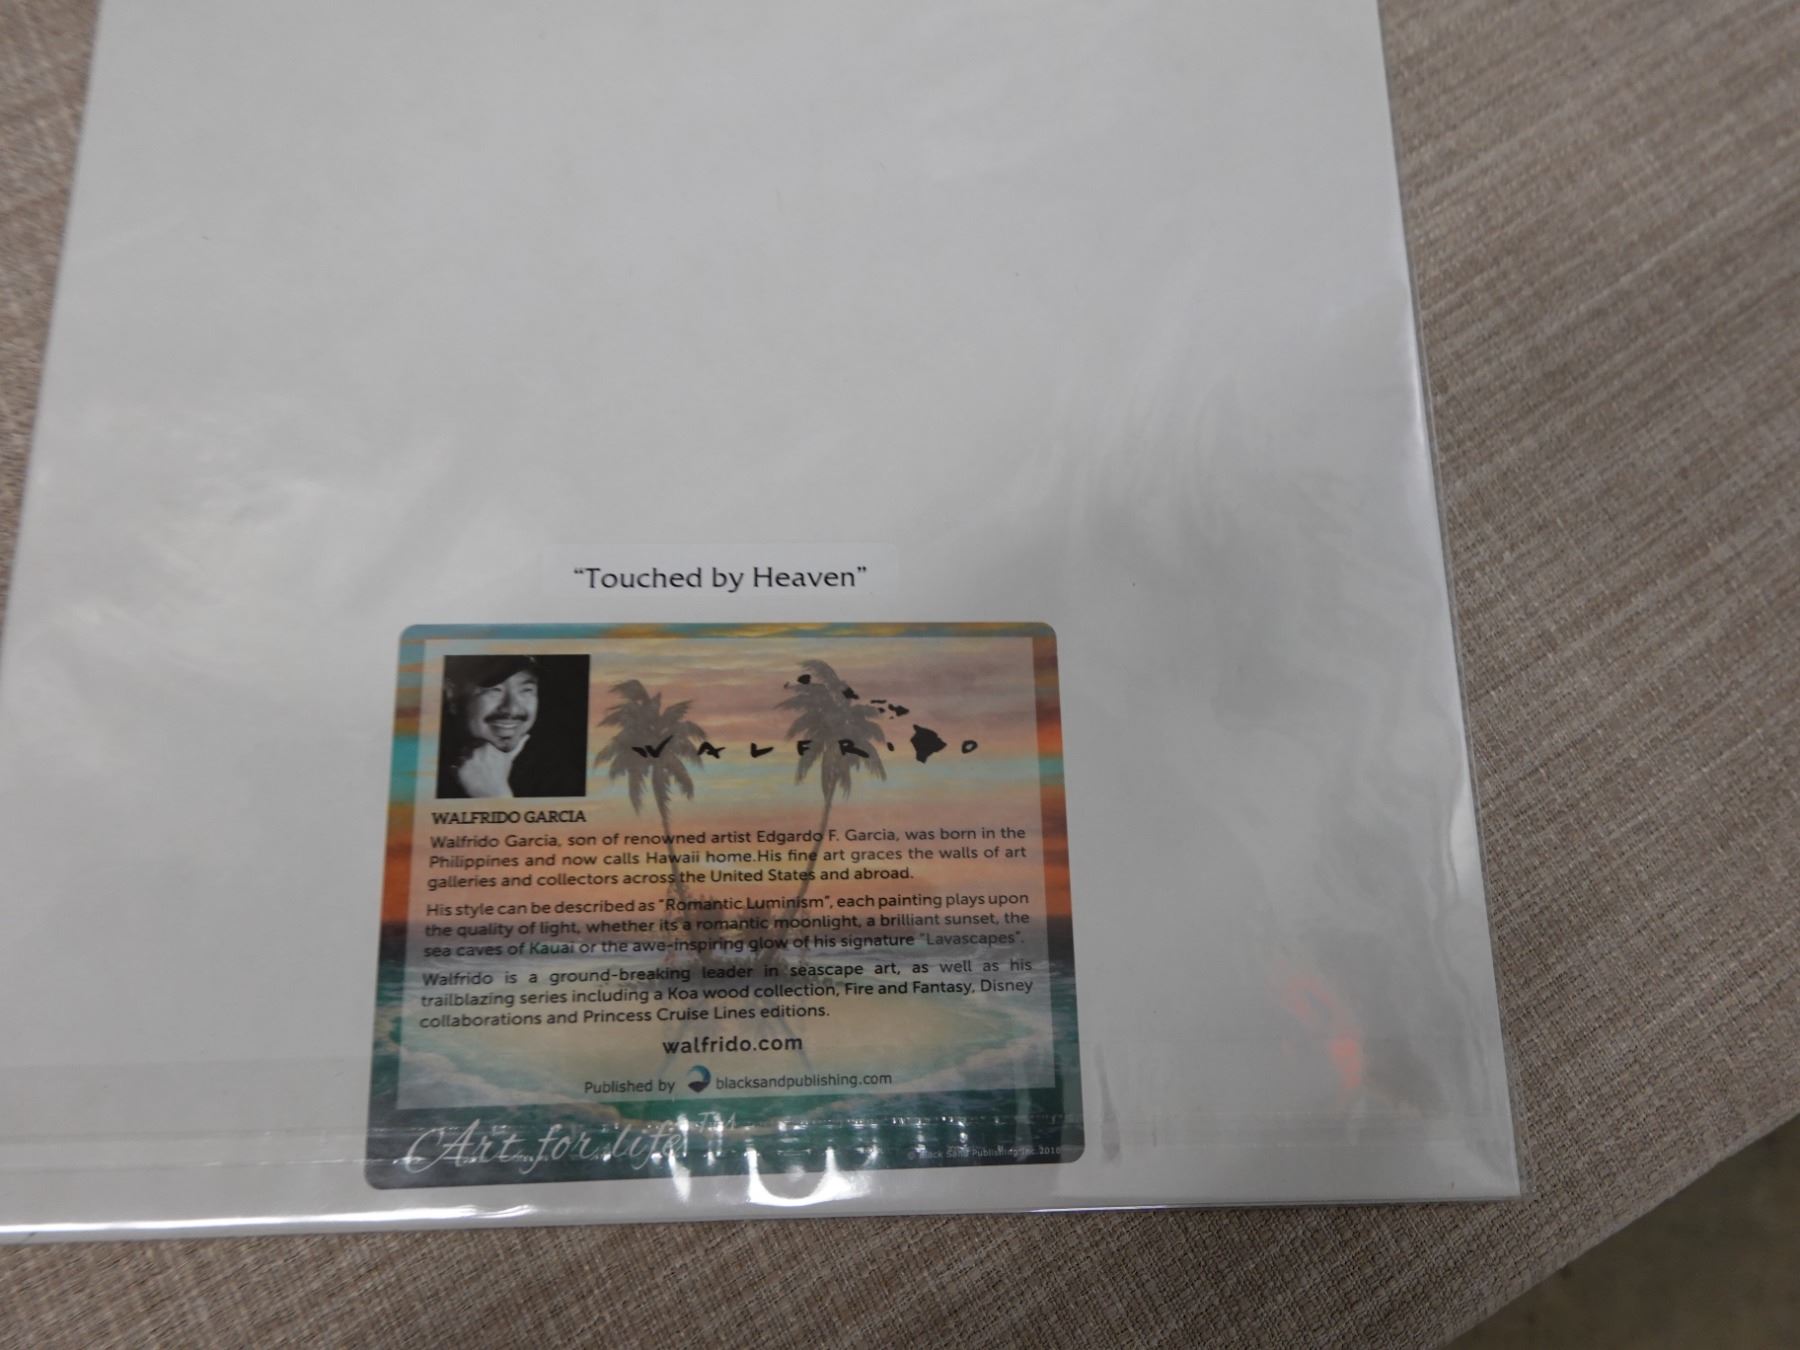 “Touched by Heaven”
WALFRIDO
WALFRIDO GARCIA
Walfrido Garcia, son of renowned artist Edgardo F. Garcia, was born in the
Philippines and now calls Hawaii home.His fine art graces the walls of art
galleries and collectors across the United States and abroad.
His style can be described as "Romantic Luminism", each painting plays upon
the quality of light, whether its a romantic moonlight, a brilliant sunset, the
sea caves of Kauai or the awe-inspiring glow of his signature "Lavascapes".
Walfrido is a ground-breaking leader in seascape art, as well as his
trailblazing series including a Koa wood collection, Fire and Fantasy, Disney
collaborations and Princess Cruise Lines editions.
walfrido.com
Published by blacksandpublishing.com
Art for life TM
© Black Sand Publishing Inc.